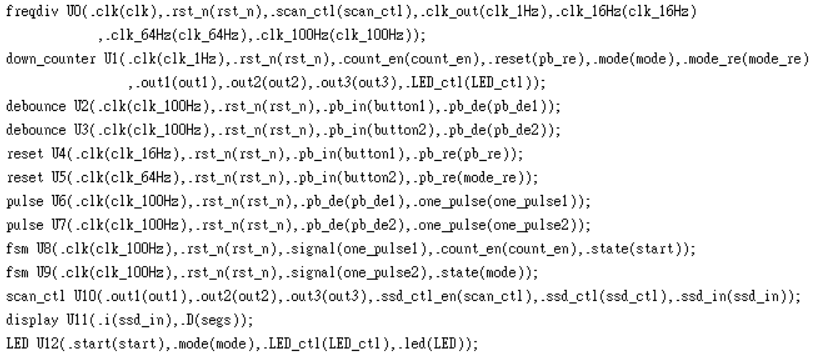 freqdiv U0(.clk(clk),.rst_n(rst_n),.scan_ctl(scan_ctl),.clk_out(clk_1Hz),.clk_16Hz(clk_16Hz)
,.clk_64Hz(clk_64Hz),.clk_100Hz(clk_100Hz));
down_counter U1(.clk(clk_1Hz),.rst_n(rst_n),.count_en(count_en),.reset(pb_re),.mode(mode),.mode_re(mode_re)
,.out1(out1),.out2(out2),.out3(out3),.LED_ctl(LED_ctl));
debounce U2(.clk(clk_100Hz),.rst_n(rst_n),.pb_in(button1),.pb_de(pb_de1));
debounce U3(.clk(clk_100Hz),.rst_n(rst_n),.pb_in(button2),.pb_de(pb_de2));
reset U4(.clk(clk_16Hz),.rst_n(rst_n),.pb_in(button1),.pb_re(pb_re));
reset U5(.clk(clk_64Hz),.rst_n(rst_n),.pb_in(button2),.pb_re(mode_re));
pulse U6(.clk(clk_100Hz),.rst_n(rst_n),.pb_de(pb_de1),.one_pulse(one_pulse1));
pulse U7(.clk(clk_100Hz),.rst_n(rst_n),.pb_de(pb_de2),.one_pulse(one_pulse2));
fsm U8(.clk(clk_100Hz),.rst_n(rst_n),.signal(one_pulse1),.count_en(count_en),.state(start));
fsm U9(.clk(clk_100Hz),.rst_n(rst_n),.signal(one_pulse2),.state(mode));
scan_ctl U10(.out1(out1),.out2(out2),.out3(out3),.ssd_ctl_en(scan_ctl),.ssd_ctl(ssd_ctl),.ssd_in(ssd_in));
display U11(.i(ssd_in),.D(segs));
LED U12(.start(start),.mode(mode),.LED_ctl(LED_ctl),.led(LED));